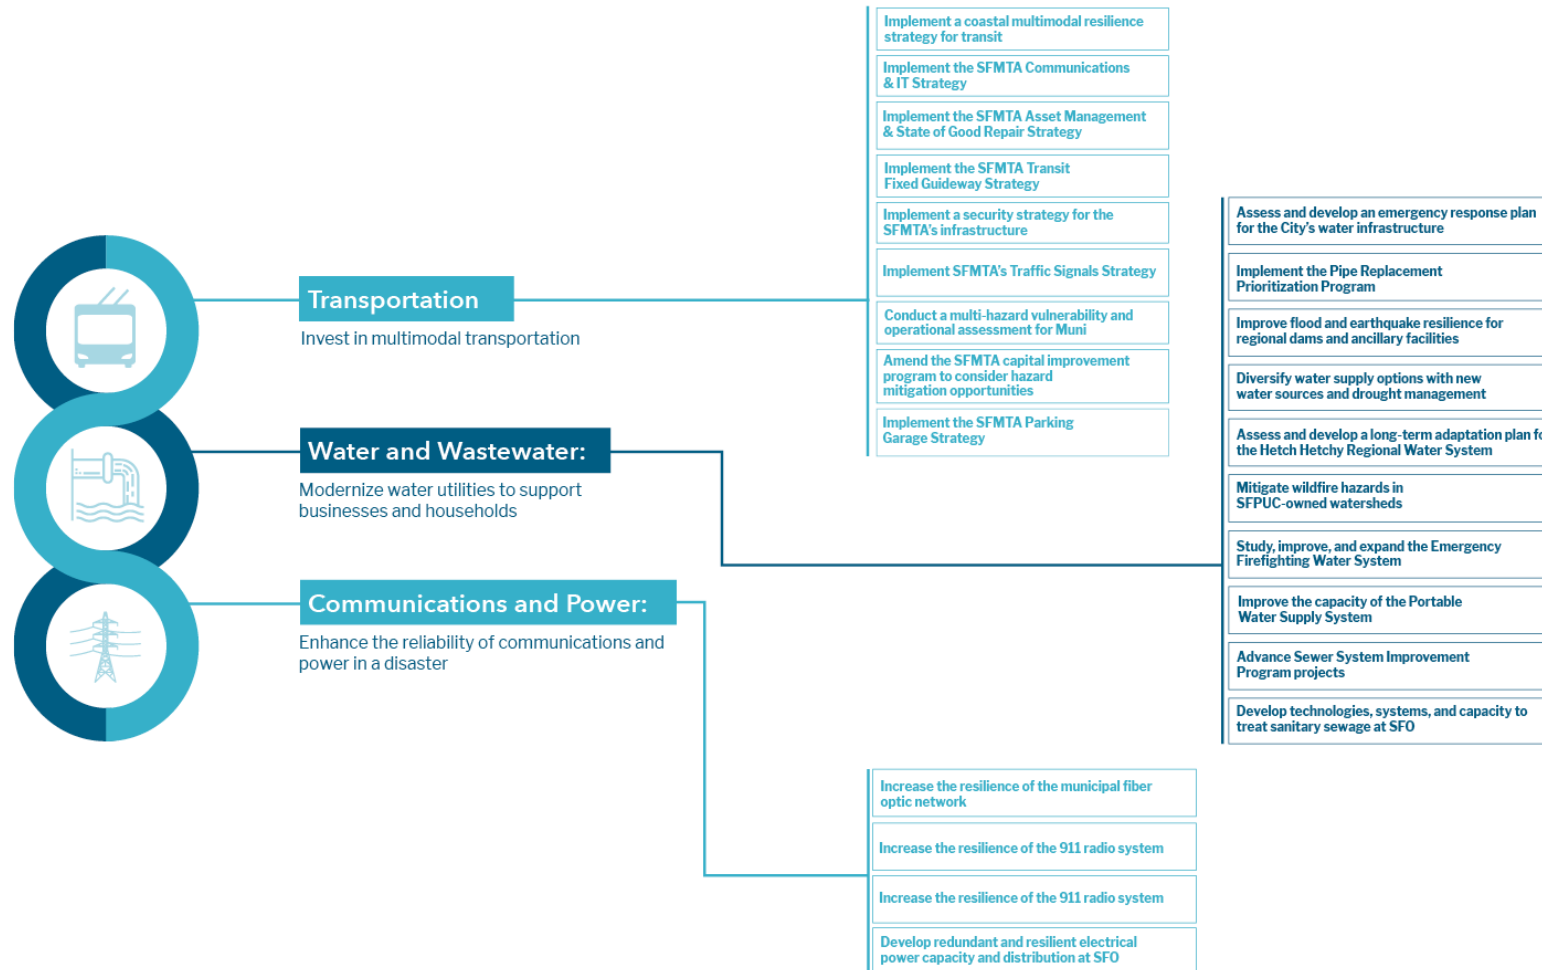 Transportation
Invest in multimodal transportation
Implement a coastal multimodal resilience
strategy for transit
Implement the SFMTA Communications
& IT Strategy
Implement the SFMTA Asset Management
& State of Good Repair Strategy
Implement the SFMTA Transit
Fixed Guideway Strategy
Implement a security strategy for the
SFMTA's infrastructure
Implement SFMTA's Traffic Signals Strategy
Conduct a multi-hazard vulnerability and
operational assessment for Muni
Amend the SFMTA capital improvement
program to consider hazard
mitigation opportunities
Implement the SFMTA Parking
Garage Strategy
Water and Wastewater:
Modernize water utilities to support
businesses and households
Assess and develop an emergency response plan
for the City's water infrastructure
Implement the Pipe Replacement
Prioritization Program
Improve flood and earthquake resilience for
regional dams and ancillary facilities
Diversify water supply options with new
water sources and drought management
Assess and develop a long-term adaptation plan fo
the Hetch Hetchy Regional Water System
Mitigate wildfire hazards in
SFPUC-owned watersheds
Study, improve, and expand the Emergency
Firefighting Water System
Improve the capacity of the Portable
Water Supply System
Advance Sewer System Improvement
Program projects
Develop technologies, systems, and capacity to
treat sanitary sewage at SFO
Communications and Power:
Enhance the reliability of communications and
power in a disaster
Increase the resilience of the municipal fiber
optic network
Increase the resilience of the 911 radio system
Increase the resilience of the 911 radio system
Develop redundant and resilient electrical
power capacity and distribution at SFO